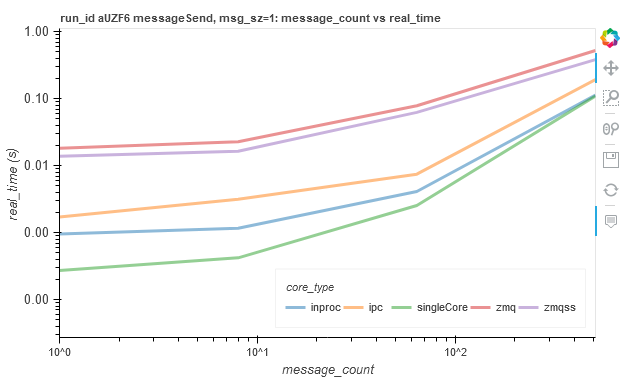 run_id aUZF6 messageSend, msg_sz=1: message_count vs real_time
1.00
0.10
0.01
0.00
0.00
real_time (s)
core_type
inproc ipc singleCore zmq zmqss
10^0 10^1 10^2
message_count